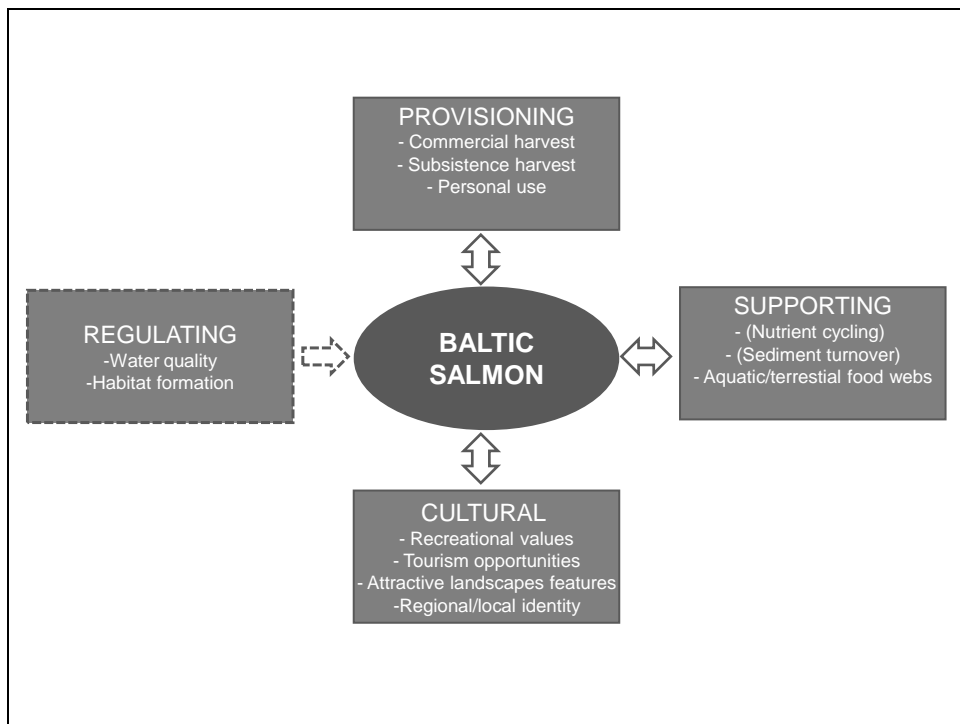 PROVISIONING
- Commercial harvest
- Subsistence harvest
- Personal use
REGULATING
-Water quality
-Habitat formation
BALTIC
SALMON
SUPPORTING
- (Nutrient cycling)
- (Sediment turnover)
- Aquatic/terrestial food webs
CULTURAL
- Recreational values
- Tourism opportunities
- Attractive landscapes features
-Regional/local identity